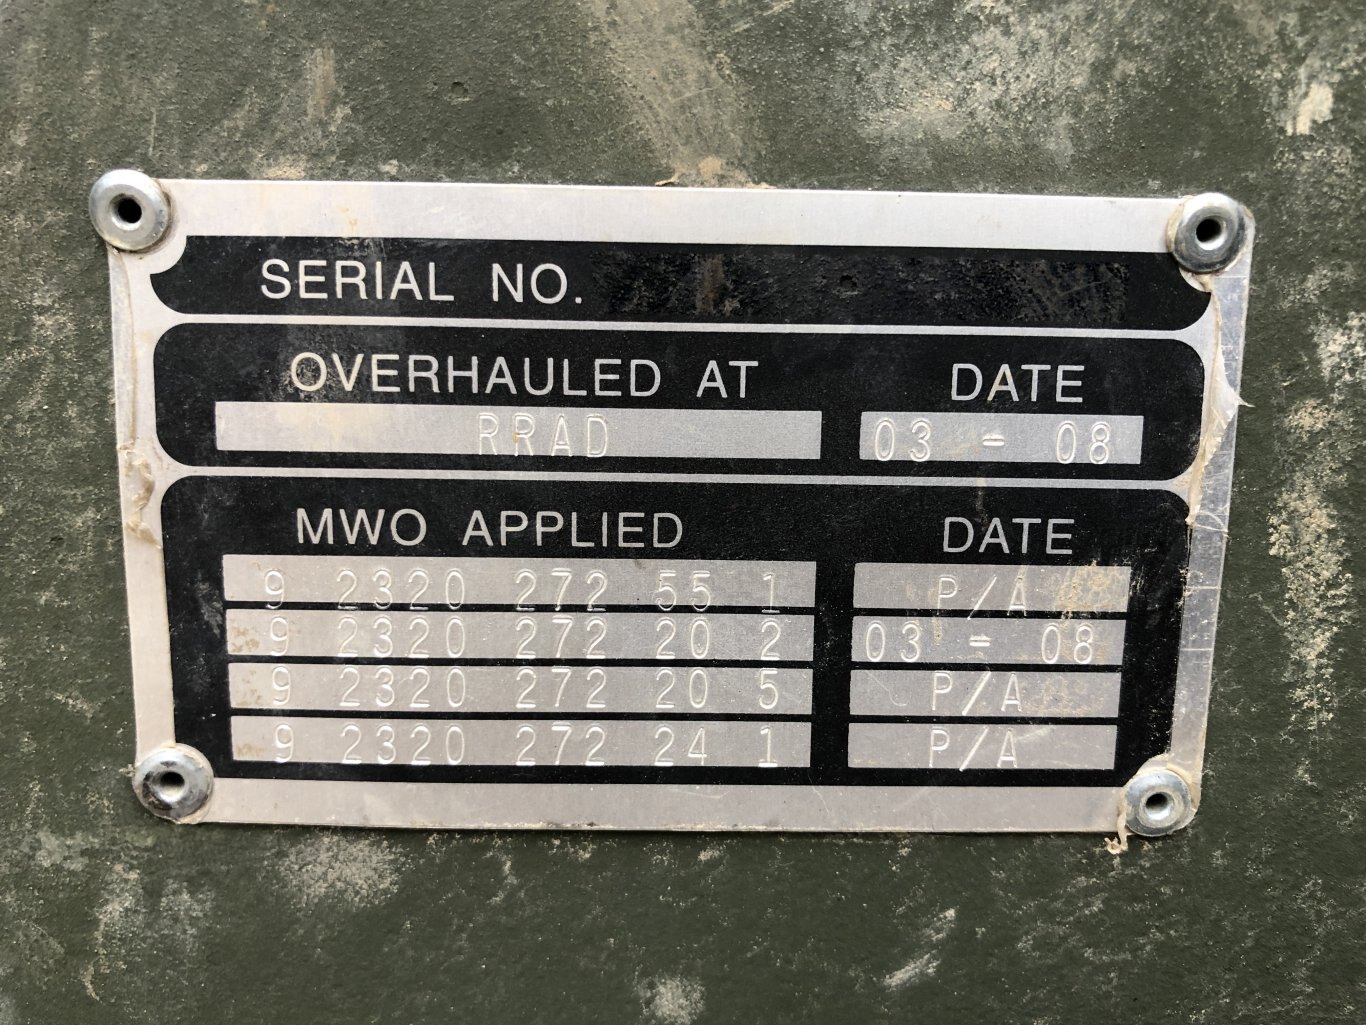 SERIAL NO.
OVERHAULED AT DATE
RRAD 03 - 08
MWO APPLIED DATE
9 2320 272 55 1 P/A
9 2320 272 20 2 03 - 08
9 2320 272 20 5 P/A
9 2320 272 24 1 P/A